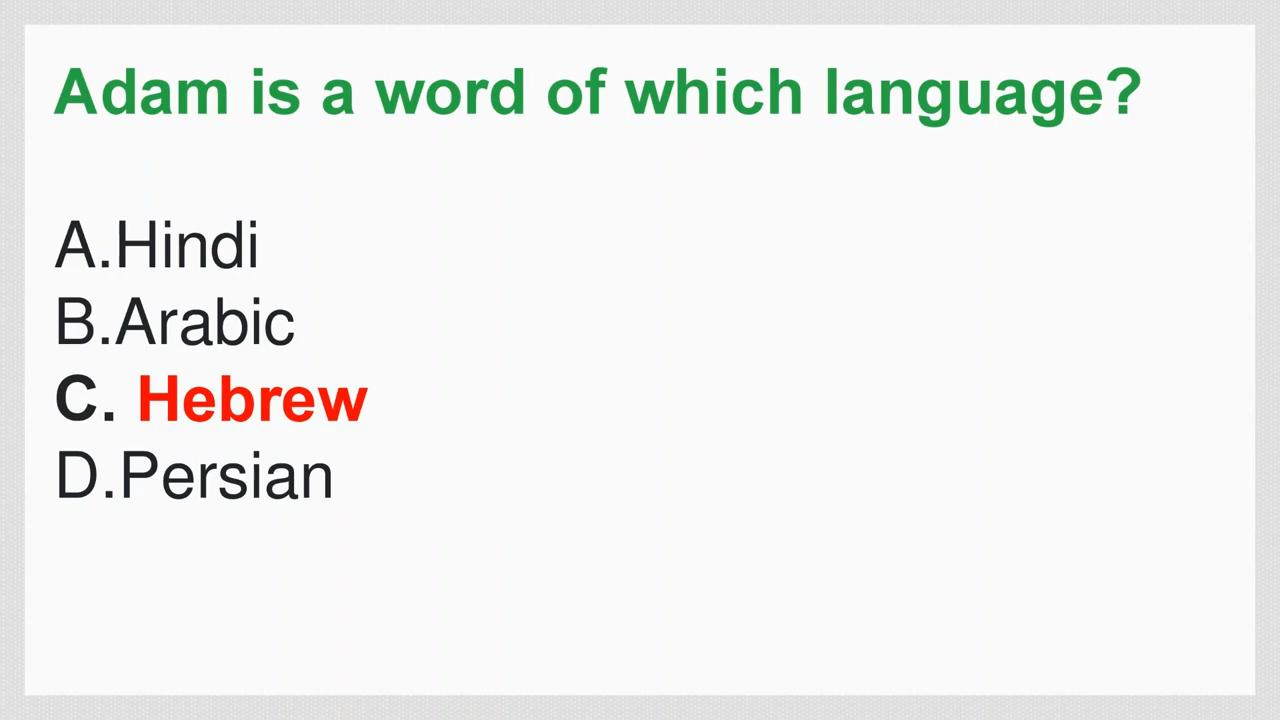 Adam is a word of which language?
A.Hindi
B.Arabic
C. Hebrew
D.Persian